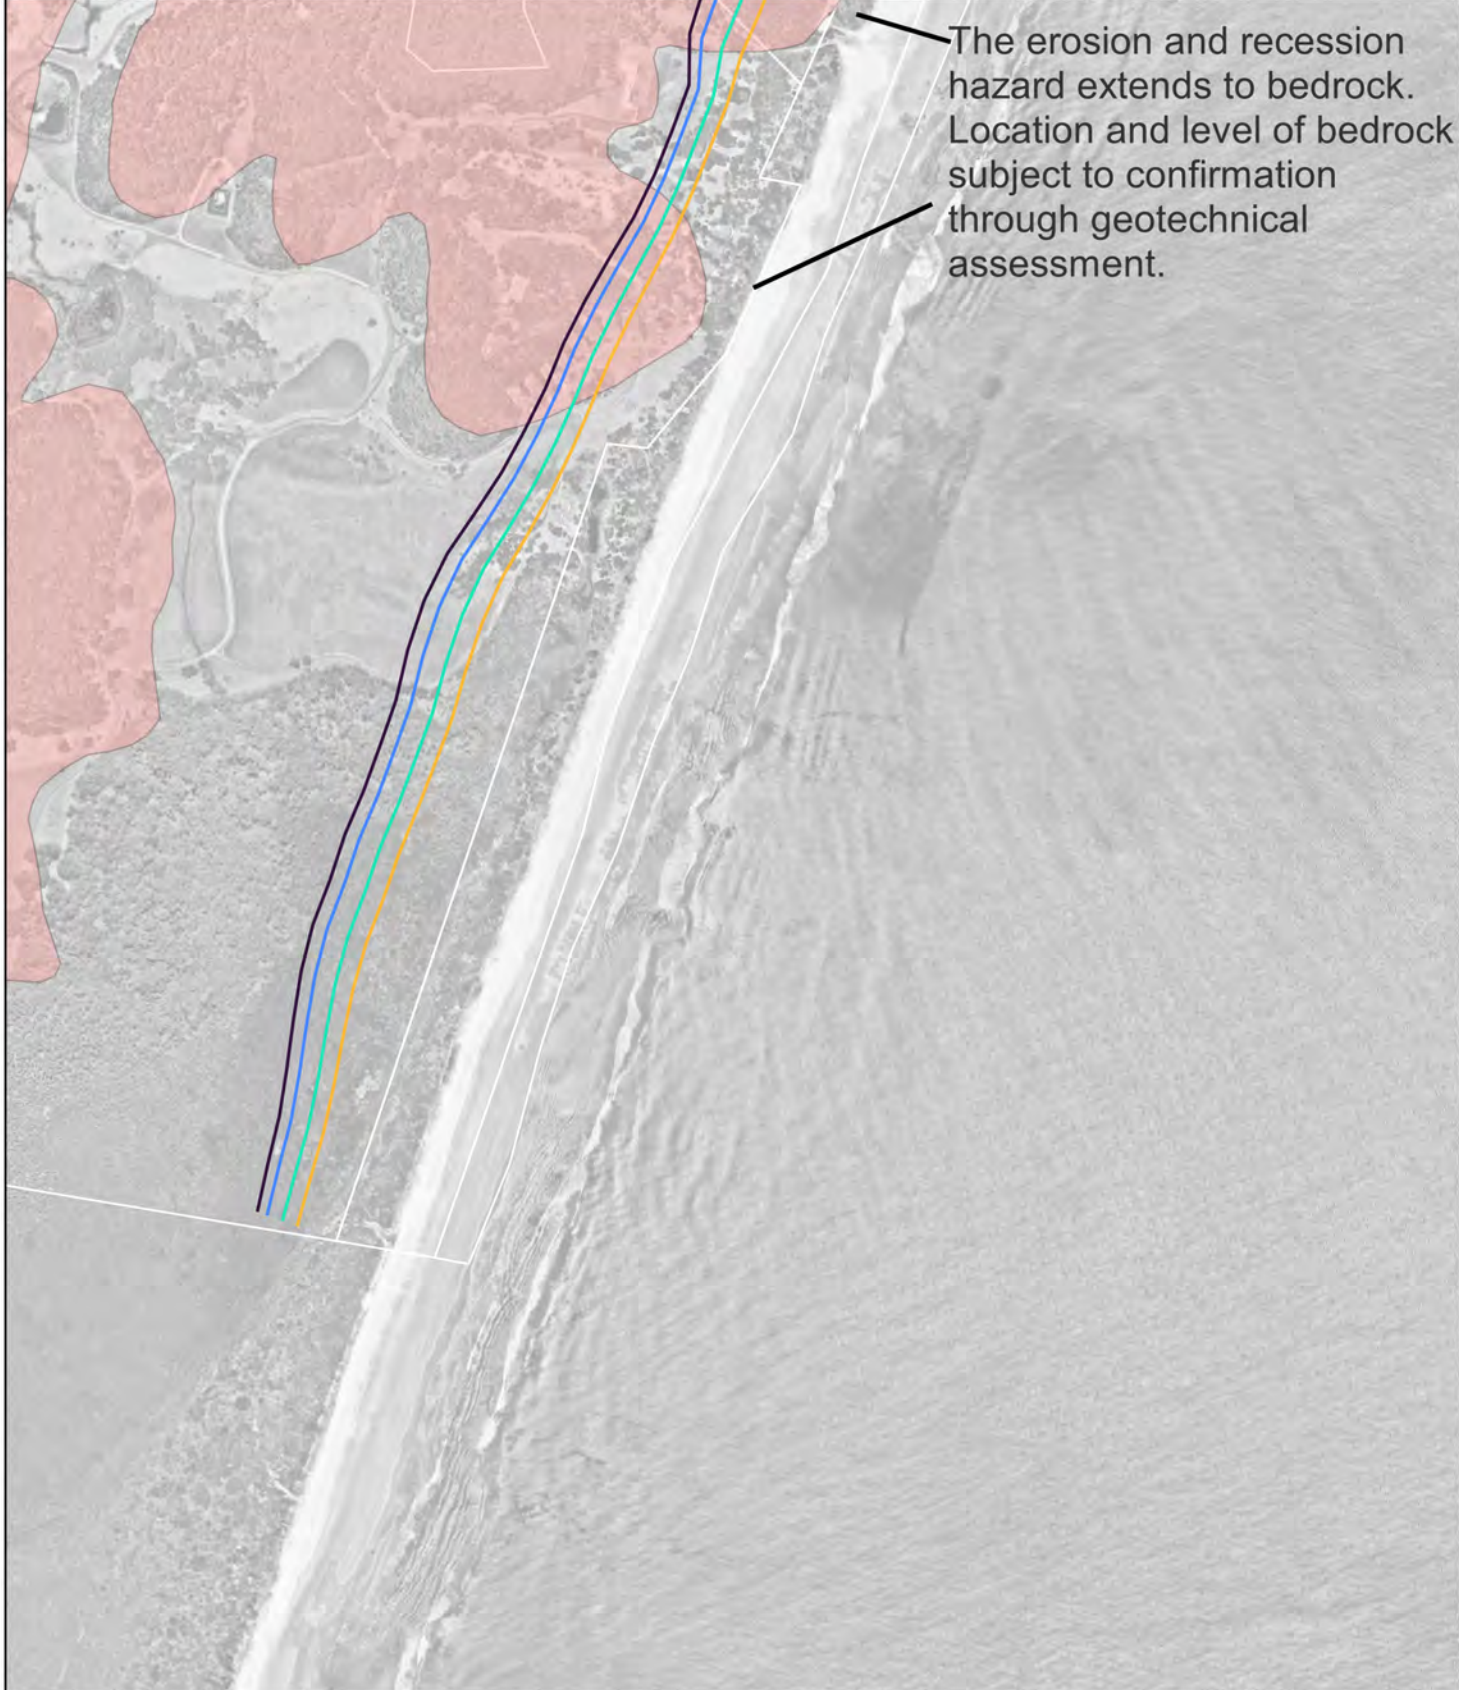 The erosion and recession
hazard extends to bedrock.
Location and level of bedrock
subject to confirmation
through geotechnical
assessment.